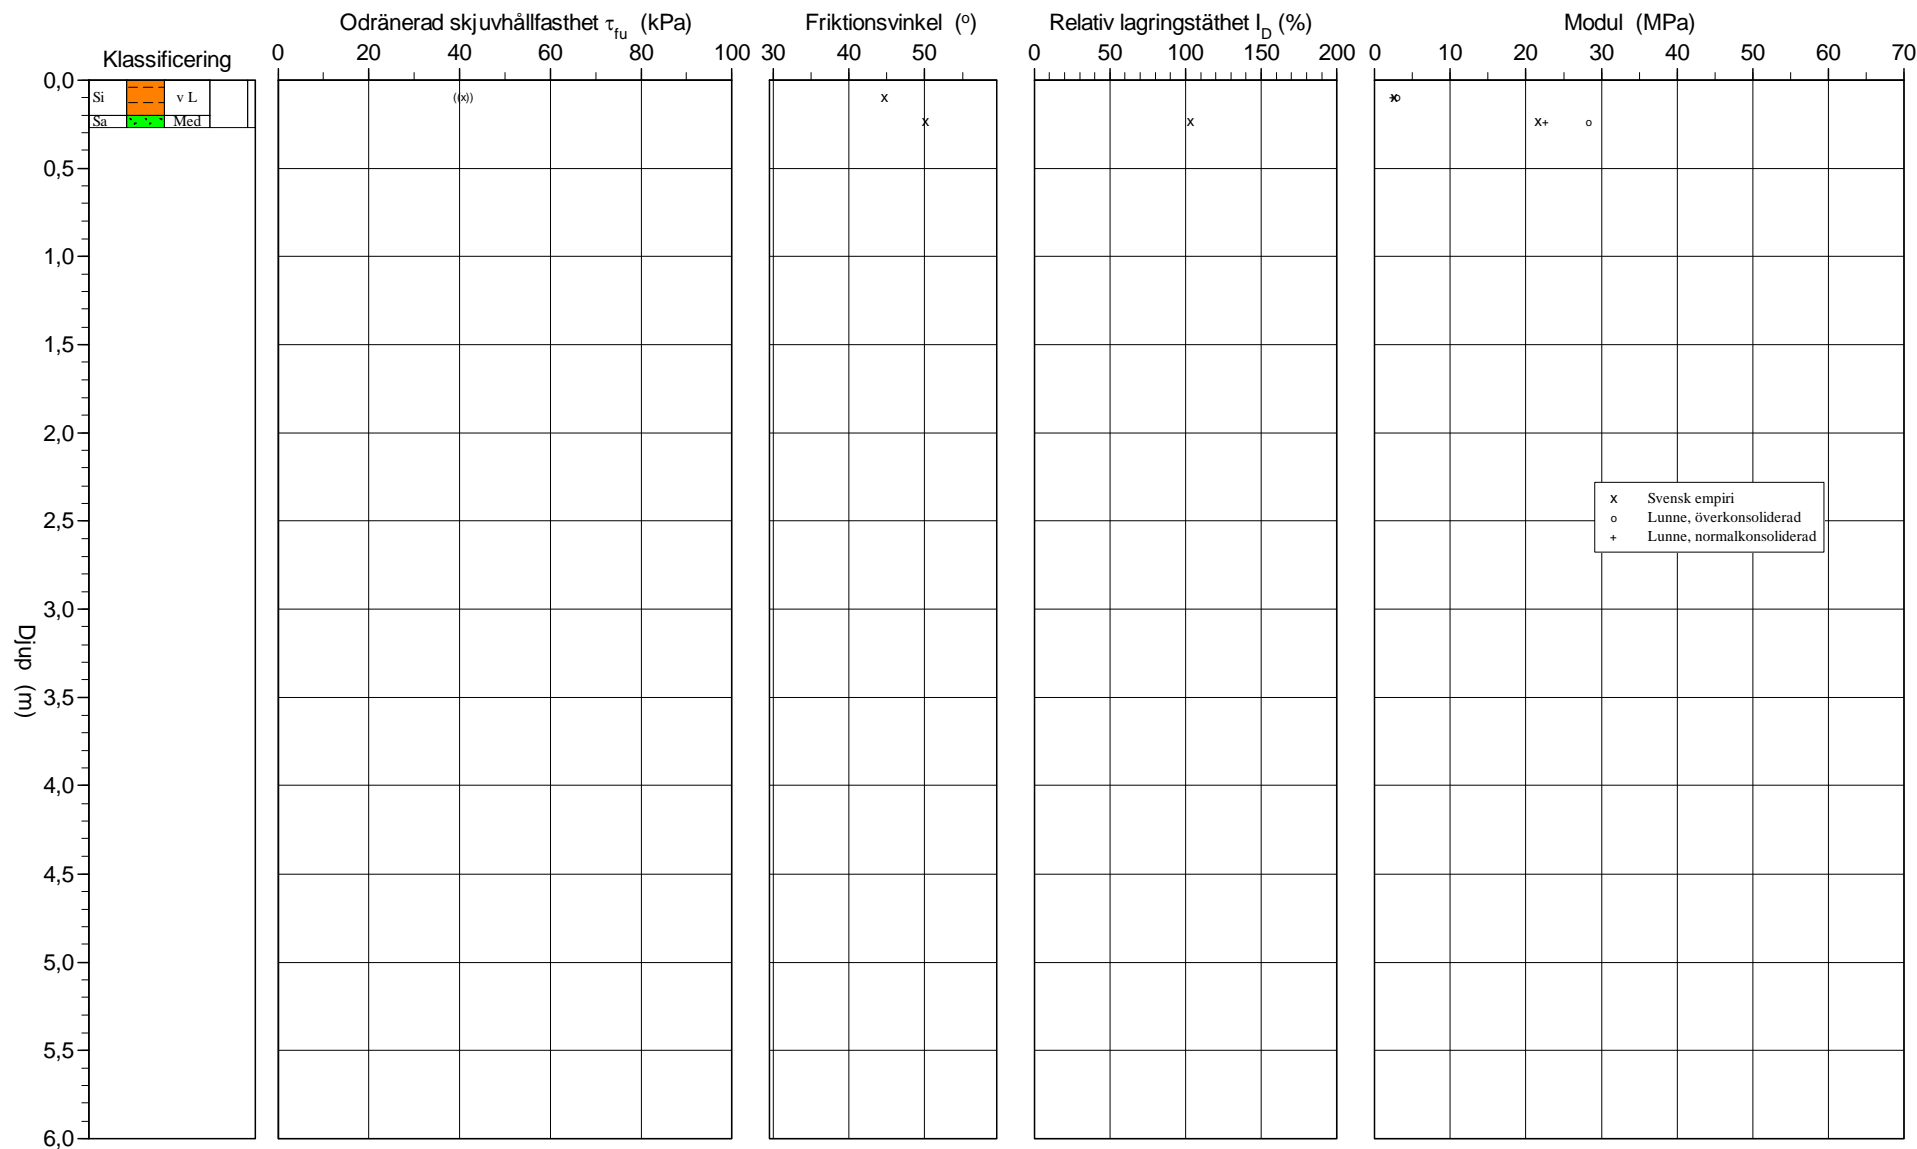 Odränerad skjuvhållfasthet τfu (kPa) Friktionsvinkel (o) Relativ lagringstäthet ID (%) Modul (MPa)
Klassificering
0 20 40 60 80 100 30 40 50 0 50 100 150 200 0 10 20 30 40 50 60 70
0,0
Si v L ((x)) x x + o
Sa Med x x x + o
0,5
1,0
1,5
2,0
2,5
3,0
3,5
4,0
4,5
5,0
5,5
6,0
Djup (m)
x Svensk empiri
o Lunne, överkonsoliderad
+ Lunne, normalkonsoliderad